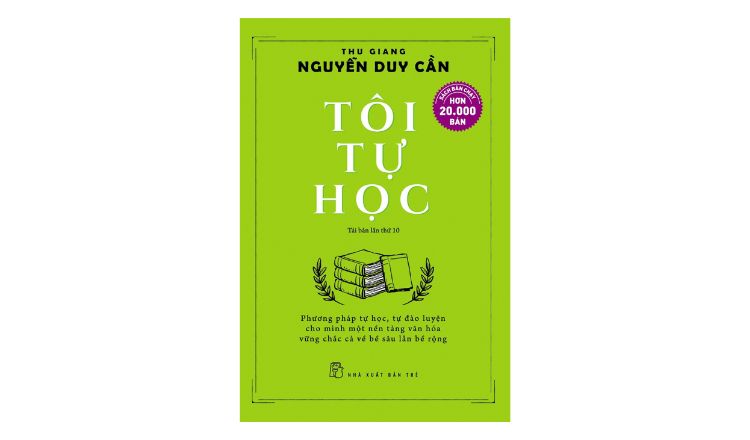 THU GIANG
NGUYỄN DUY CẦN
SÁCH BÁN CHẠY
HƠN
20.000
BẢN
TÔI
TỰ
HỌC
Tái bản lần thứ 10
Phương pháp tự học, tự đào luyện
cho mình một nền tảng văn hóa
vững chắc cả về bề sâu lẫn bề rộng
NHÀ XUẤT BẢN TRẺ